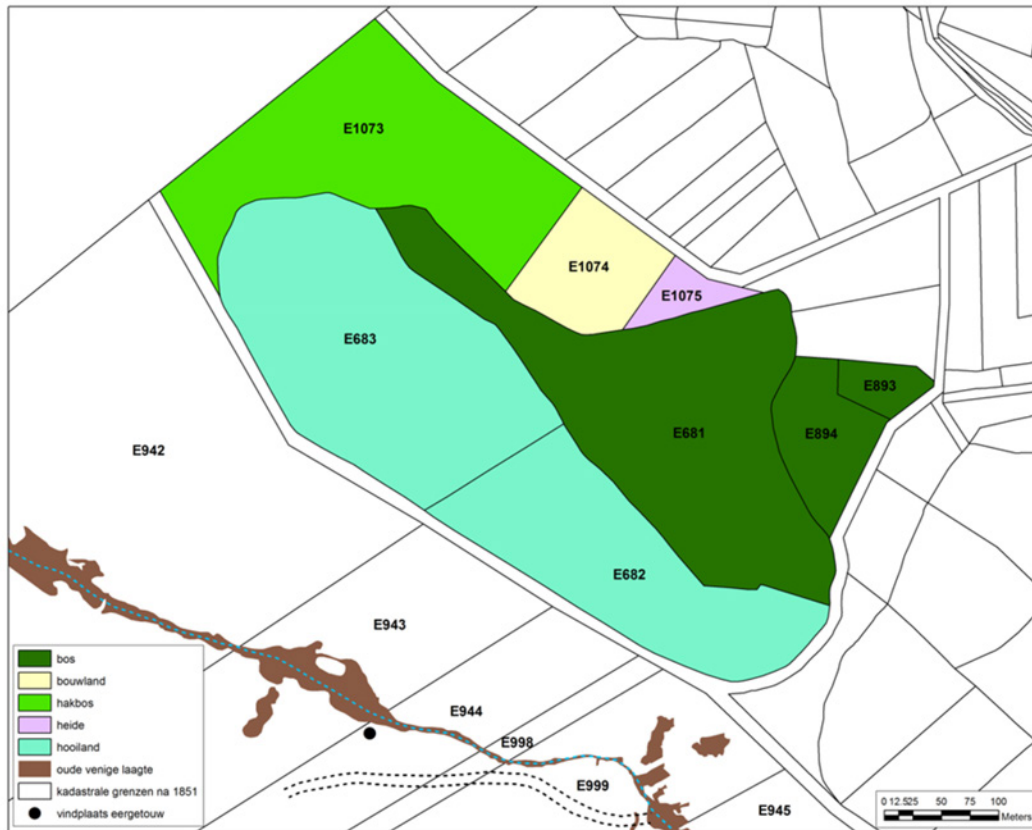 E1073
E1074
E1075
E683
E893
E681
E894
E942
E682
E943
E944
E998
E999
E945
bos
bouwland
hakbos
heide
hooiland
oude venige laagte
kadastrale grenzen na 1851
vindplaats eergetouw
0 12.525 50 75 100
Meters